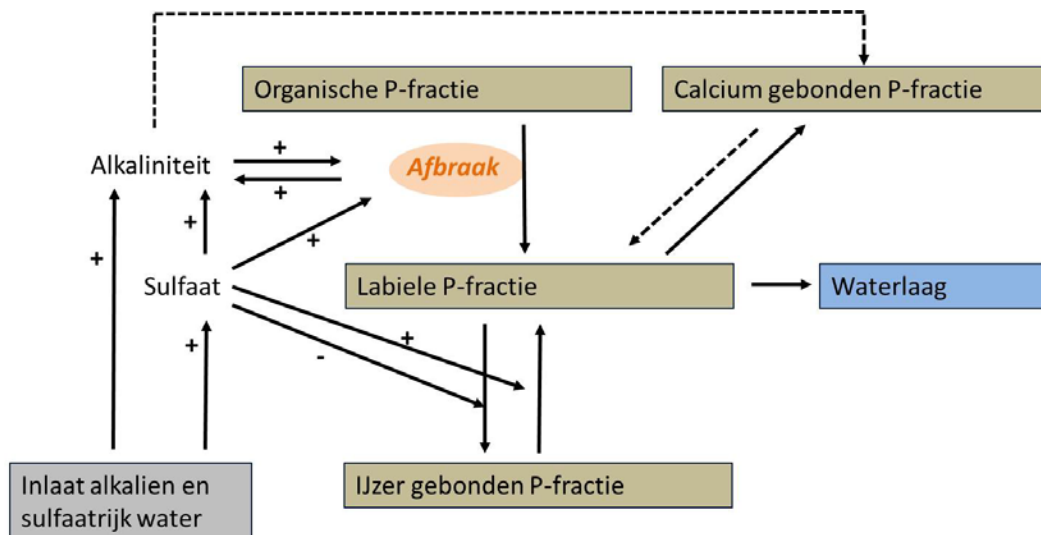 Organische P-fractie
Calcium gebonden P-fractie
Alkaliniteit
+
+
Afbraak
+
+
+
Sulfaat
Labiele P-fractie
Waterlaag
+
+
-
Inlaat alkalien en
sulfaatrijk water
IJzer gebonden P-fractie